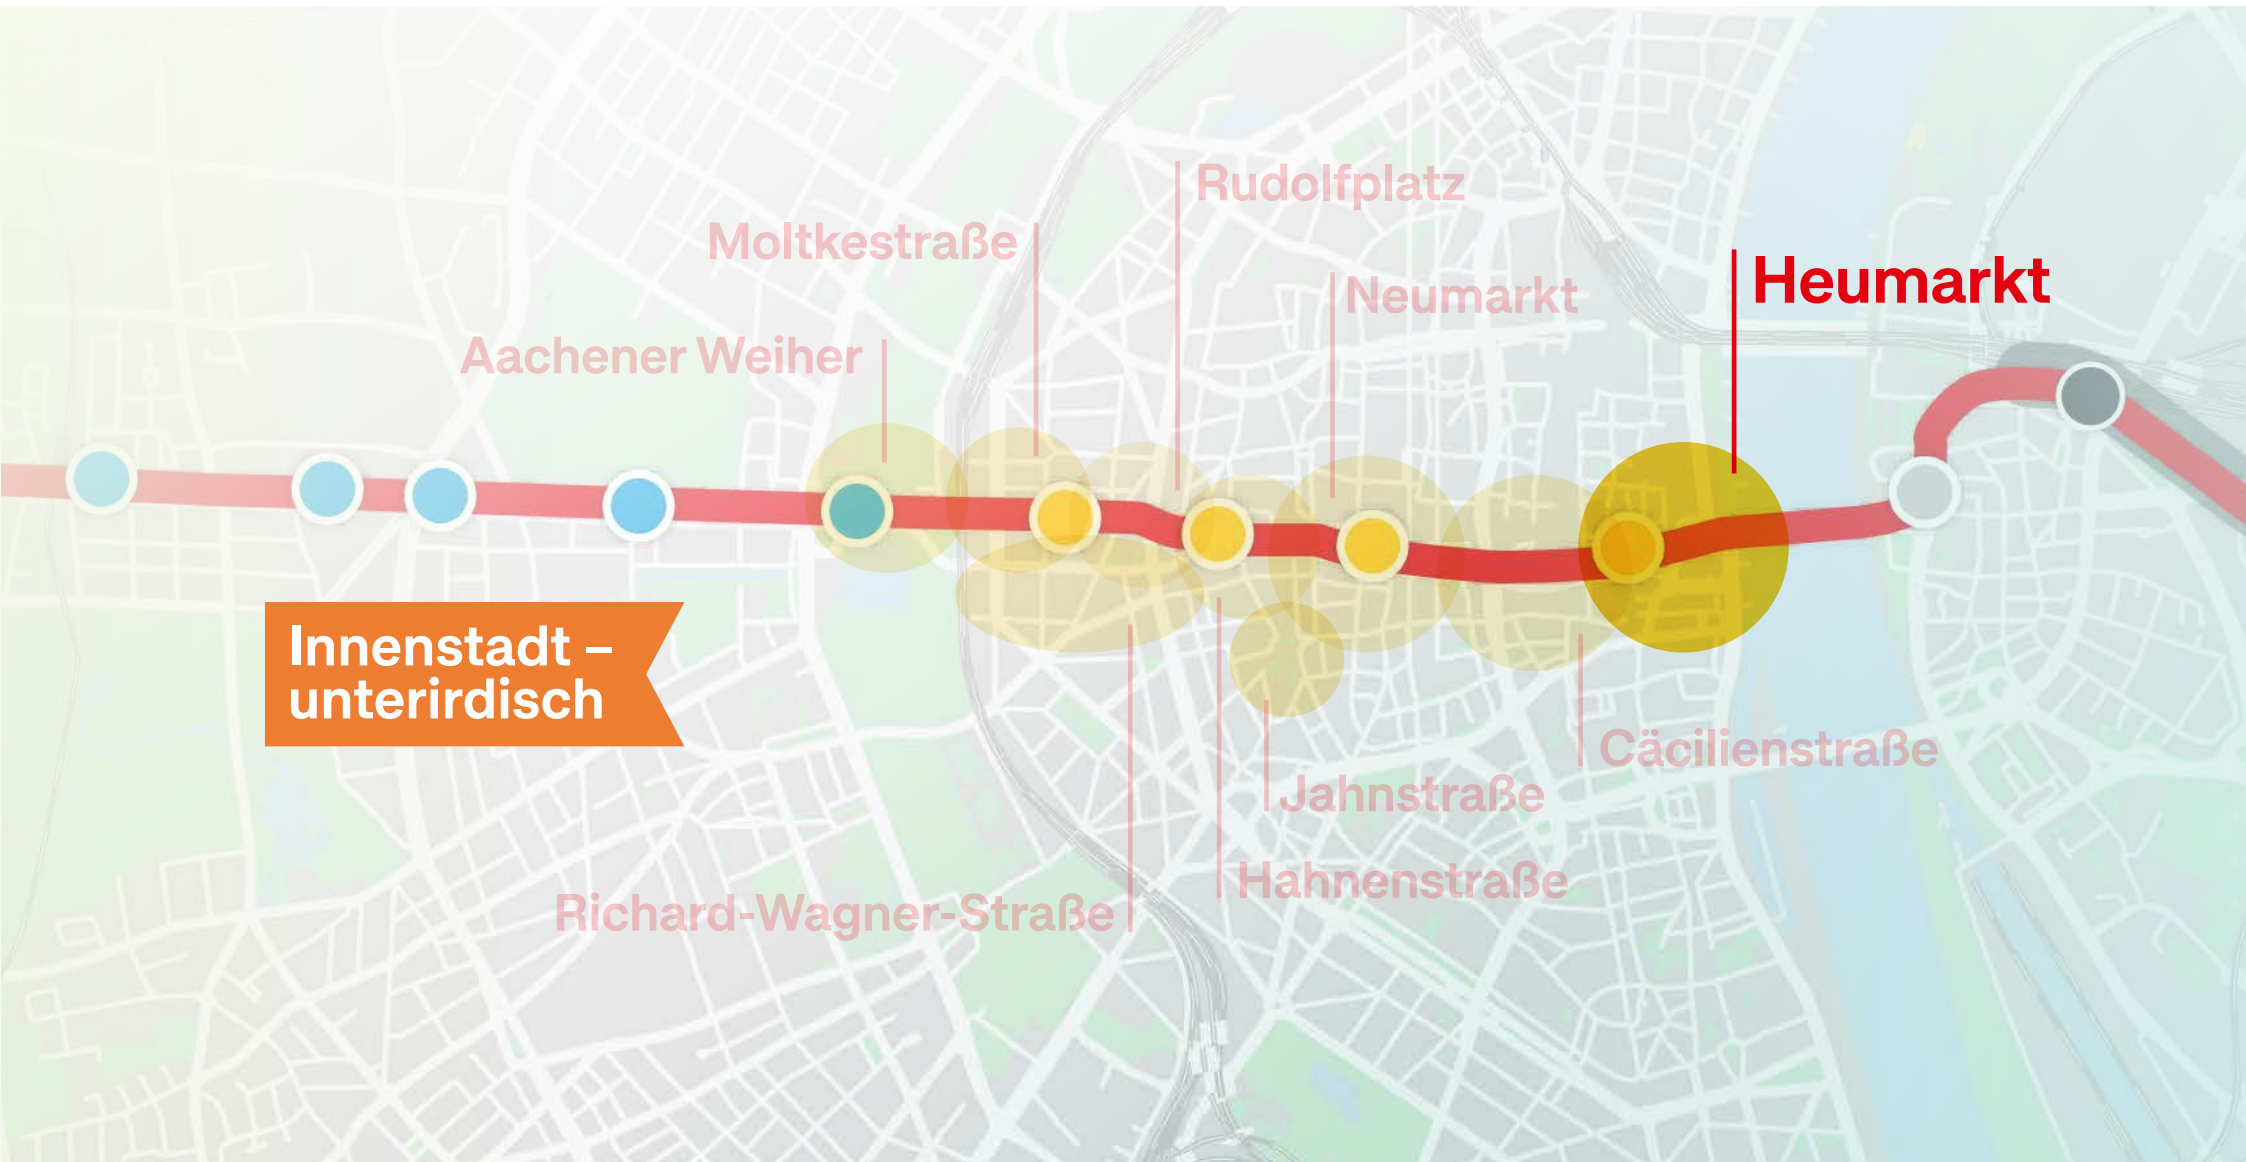 Rudolfplatz
Moltkestraße
Heumarkt
Neumarkt
Aachener Weiher
Innenstadt –
unterirdisch
Cäcilienstraße
Jahnstraße
Hahnenstraße
Richard-Wagner-Straße